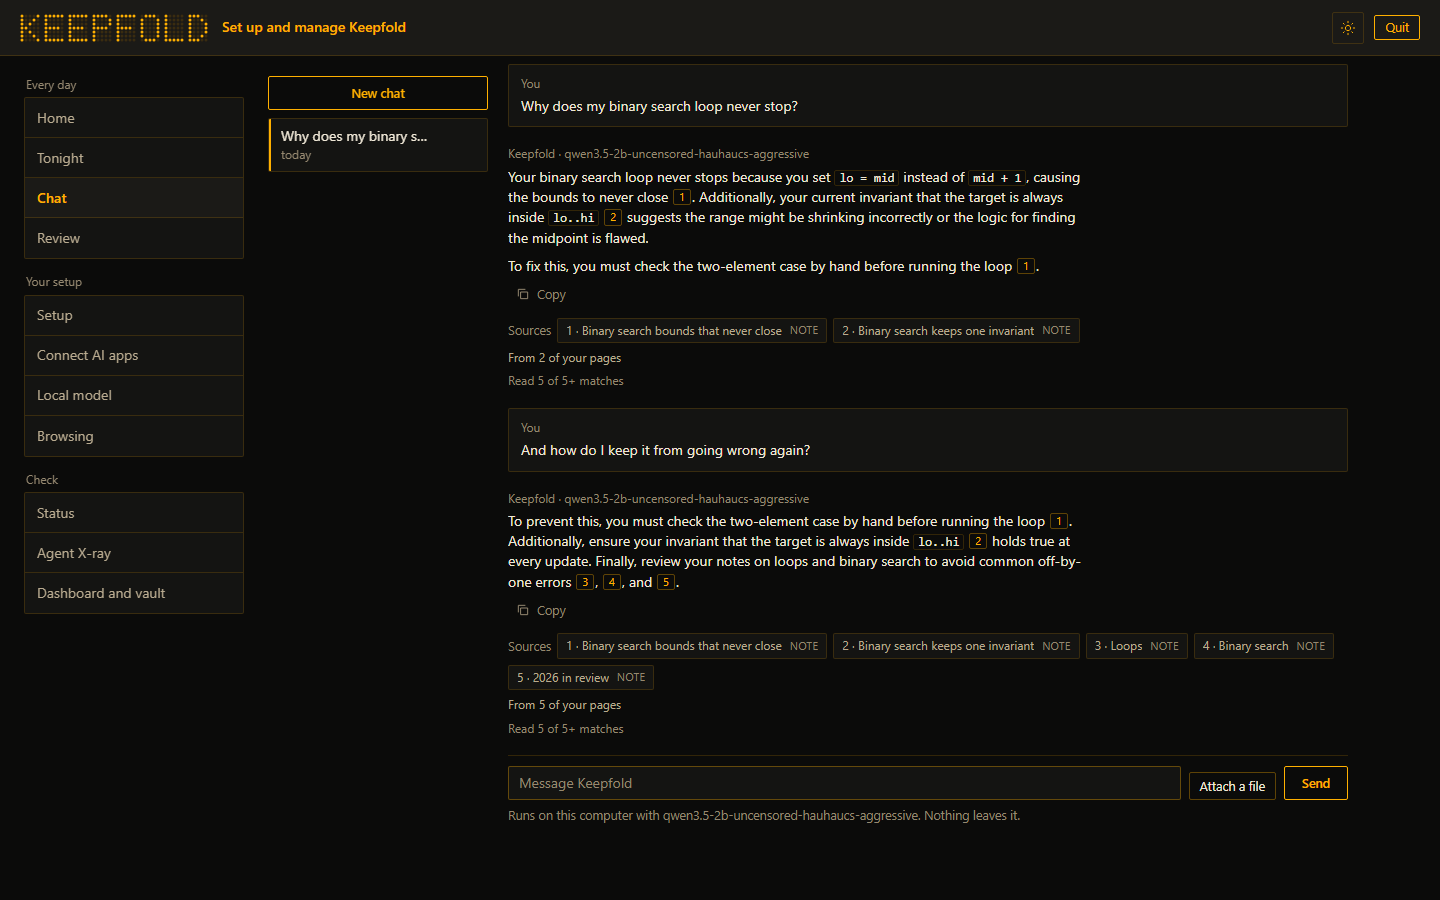 KEEPFOLD Set up and manage Keepfold Quit
Every day
Home
Tonight
Chat
Review
Your setup
Setup
Connect AI apps
Local model
Browsing
Check
Status
Agent X-ray
Dashboard and vault
New chat
Why does my binary s...
today
You
Why does my binary search loop never stop?
Keepfold · qwen3.5-2b-uncensored-hauhaucs-aggressive
Your binary search loop never stops because you set lo = mid instead of mid + 1, causing
the bounds to never close 1. Additionally, your current invariant that the target is always
inside lo..hi 2 suggests the range might be shrinking incorrectly or the logic for finding
the midpoint is flawed.
To fix this, you must check the two-element case by hand before running the loop 1.
Copy
Sources 1 · Binary search bounds that never close NOTE 2 · Binary search keeps one invariant NOTE
From 2 of your pages
Read 5 of 5+ matches
You
And how do I keep it from going wrong again?
Keepfold · qwen3.5-2b-uncensored-hauhaucs-aggressive
To prevent this, you must check the two-element case by hand before running the loop 1.
Additionally, ensure your invariant that the target is always inside lo..hi 2 holds true at
every update. Finally, review your notes on loops and binary search to avoid common off-by-
one errors 3, 4, and 5.
Copy
Sources 1 · Binary search bounds that never close NOTE 2 · Binary search keeps one invariant NOTE 3 · Loops NOTE 4 · Binary search NOTE
5 · 2026 in review NOTE
From 5 of your pages
Read 5 of 5+ matches
Message Keepfold Attach a file Send
Runs on this computer with qwen3.5-2b-uncensored-hauhaucs-aggressive. Nothing leaves it.